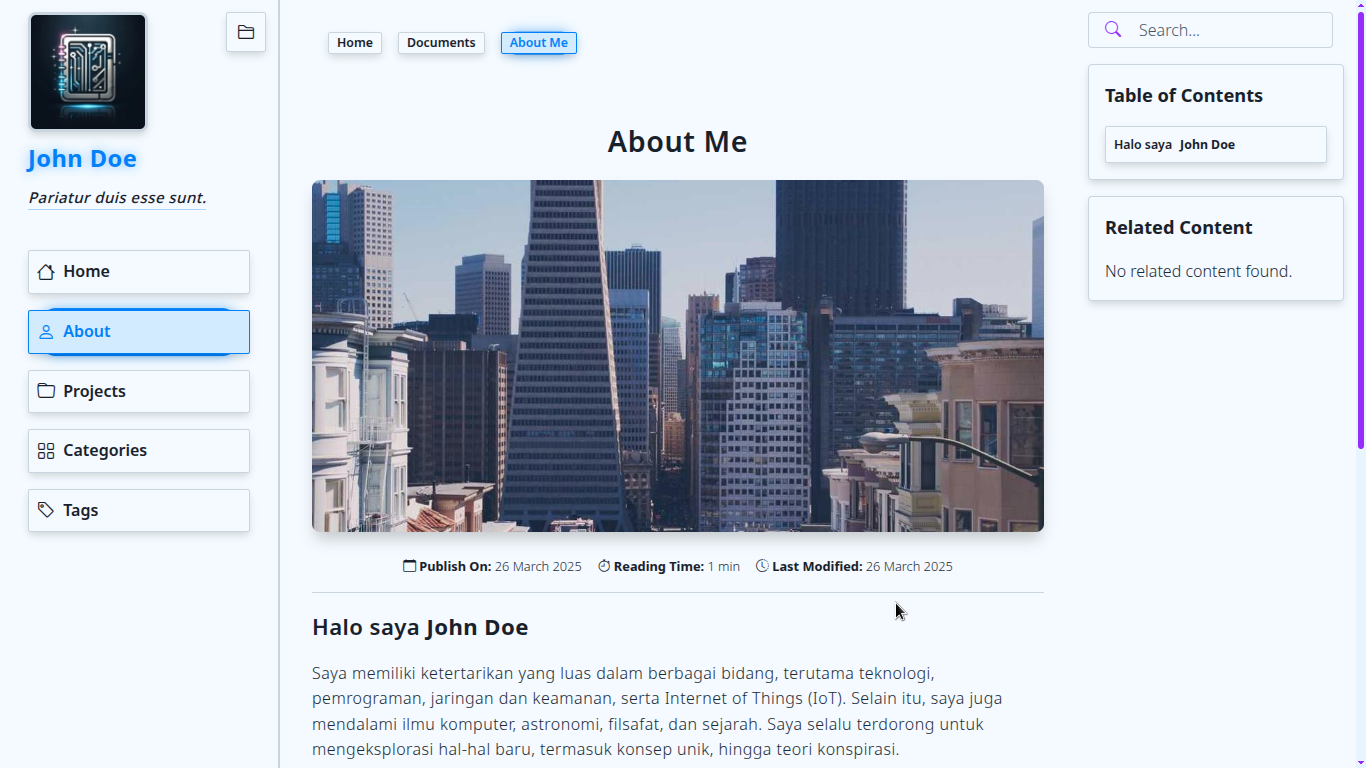 John Doe
Pariatur duis esse sunt.
Home
About
Projects
Categories
Tags
Home
Documents
About Me
About Me
Publish On: 26 March 2025
Reading Time: 1 min
Last Modified: 26 March 2025
Halo saya John Doe
Saya memiliki ketertarikan yang luas dalam berbagai bidang, terutama teknologi,
pemrograman, jaringan dan keamanan, serta Internet of Things (IoT). Selain itu, saya juga
mendalami ilmu komputer, astronomi, filsafat, dan sejarah. Saya selalu terdorong untuk
mengeksplorasi hal-hal baru, termasuk konsep unik, hingga teori konspirasi.
Search...
Table of Contents
Halo saya John Doe
Related Content
No related content found.